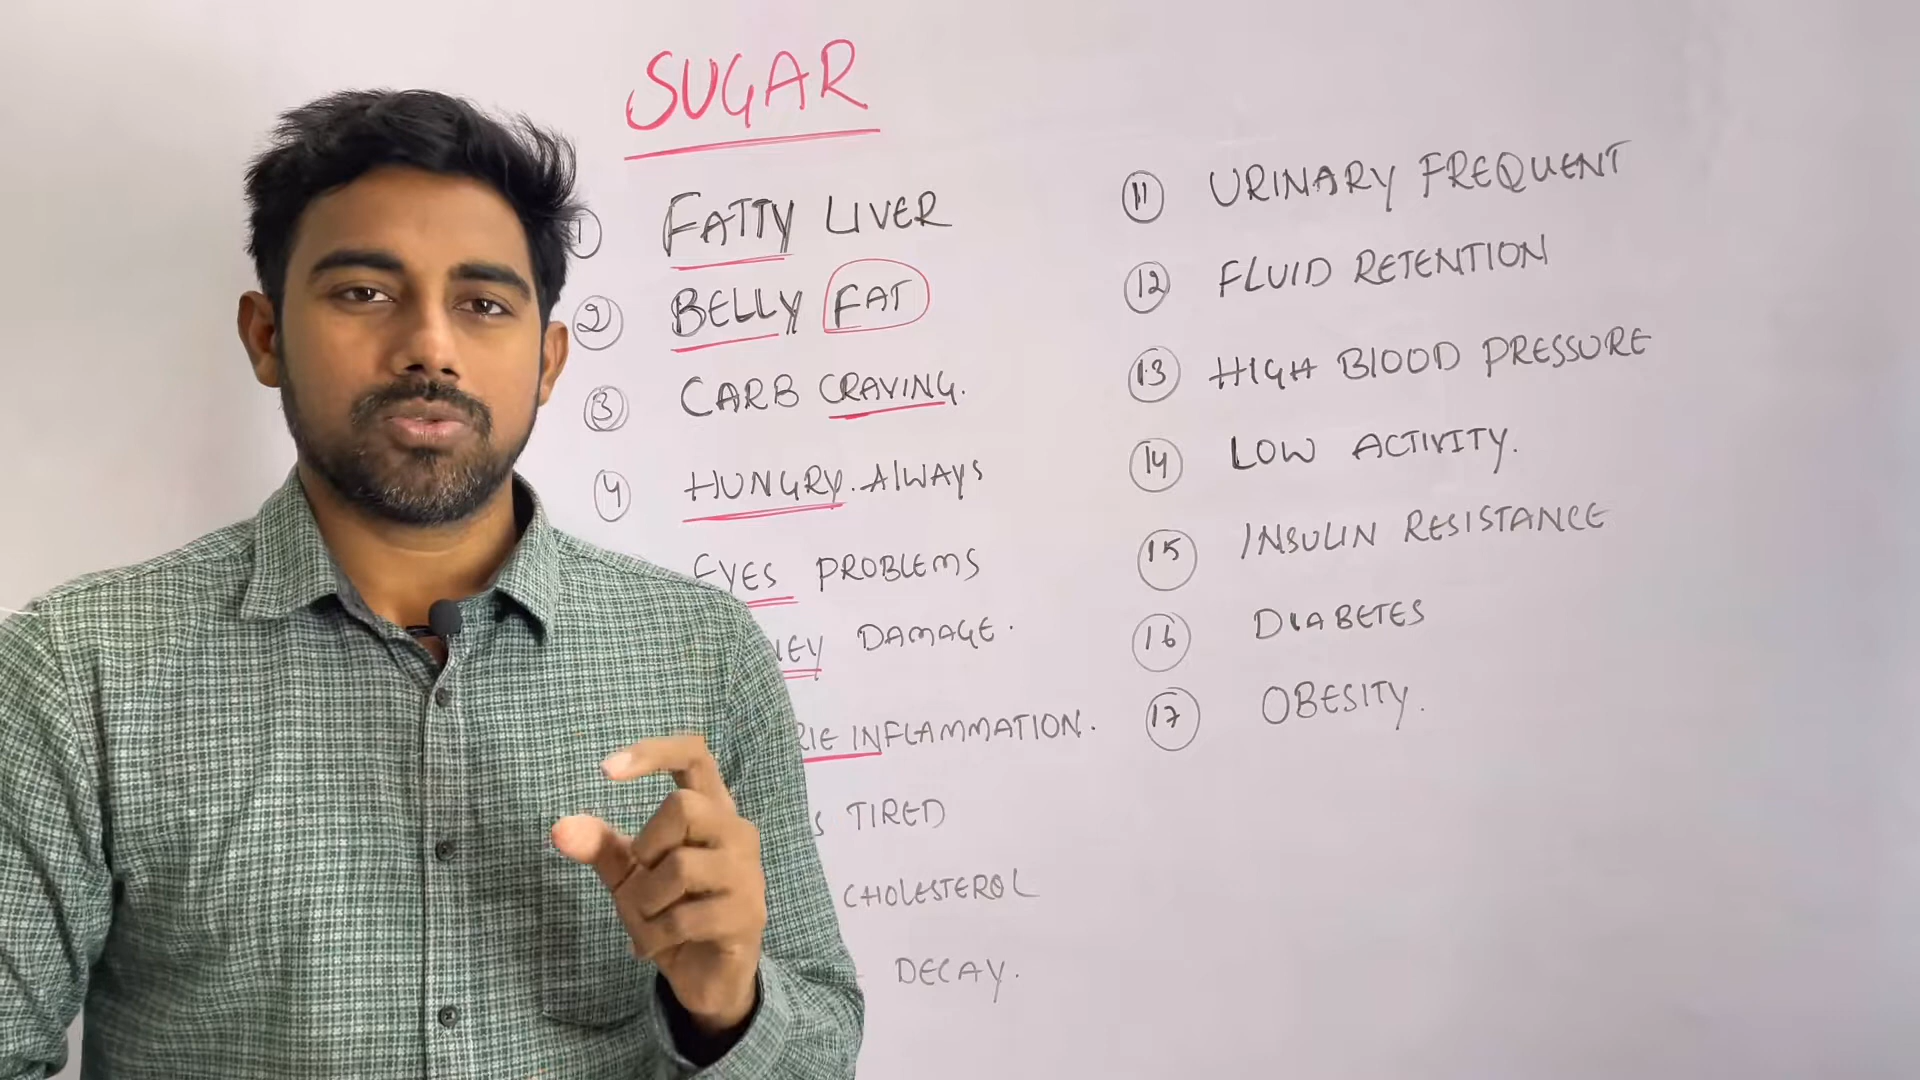 SUGAR
1 FATTY LIVER
2 BELLY FAT
3 CARB CRAVING.
4 HUNGRY. ALWAYS
EYES PROBLEMS
NEY DAMAGE.
RIE INFLAMMATION.
S TIRED
CHOLESTEROL
DECAY.
11 URINARY FREQUENT
12 FLUID RETENTION
13 HIGH BLOOD PRESSURE
14 LOW ACTIVITY.
15 INSULIN RESISTANCE
16 DIABETES
17 OBESITY.